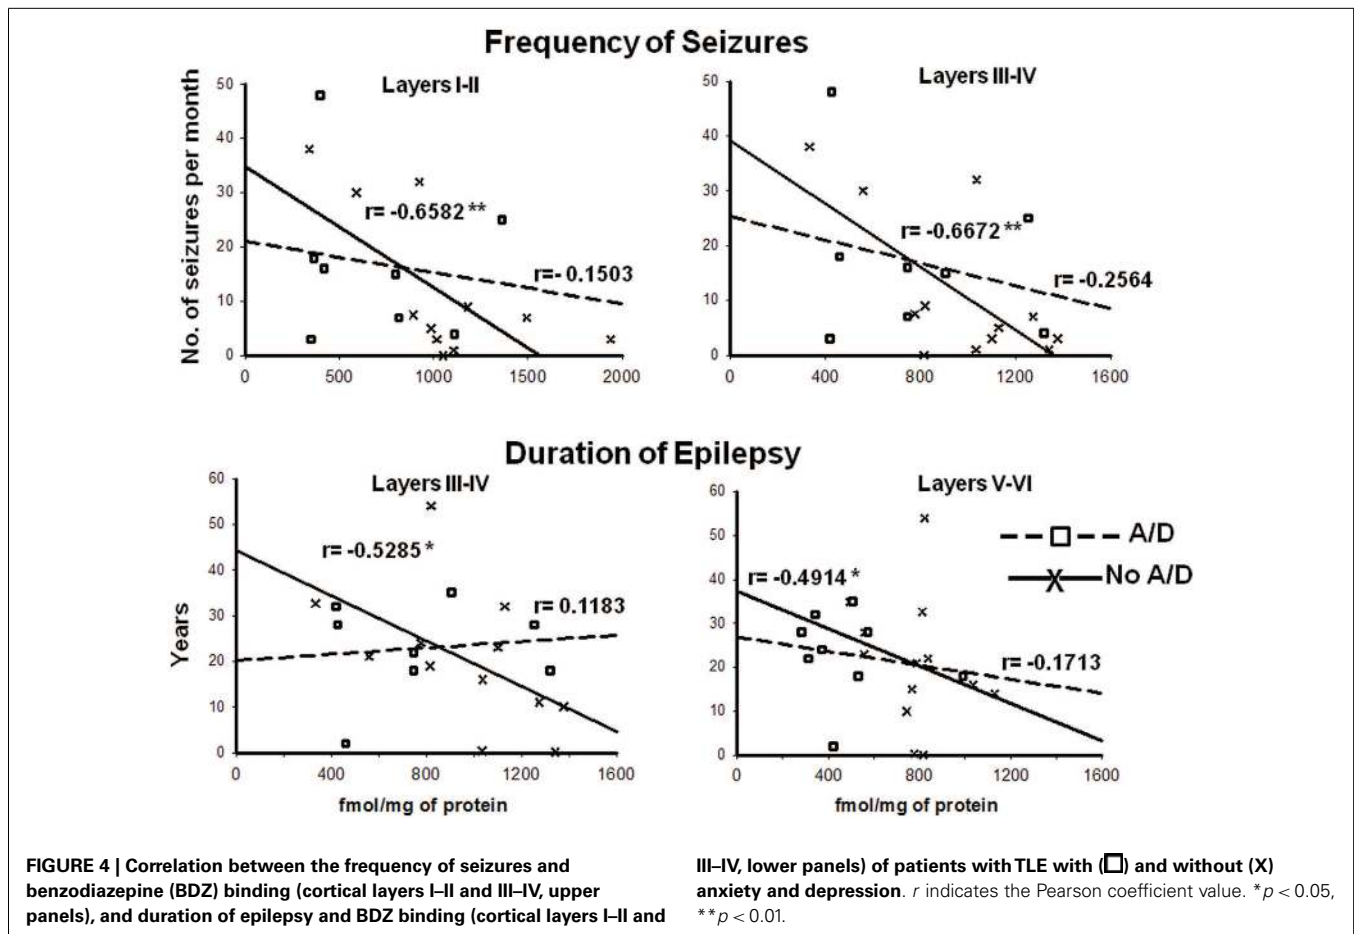 Frequency of Seizures
Layers I-II
No. of seizures per month
50
40
30
20
10
0
r= -0.6582 **
r=- 0.1503
0 500 1000 1500 2000
Layers III-IV
50
40
30
20
10
0
r= -0.6672 **
r= -0.2564
0 400 800 1200 1600
Duration of Epilepsy
Layers III-IV
Years
60
50
40
30
20
10
0
r= -0.5285 *
r= 0.1183
0 400 800 1200 1600
fmol/mg of protein
Layers V-VI
60
50
40
30
20
10
0
r= -0.4914 *
r= -0.1713
A/D
No A/D
0 400 800 1200 1600
fmol/mg of protein
FIGURE 4 | Correlation between the frequency of seizures and
benzodiazepine (BDZ) binding (cortical layers I–II and III–IV, upper
panels), and duration of epilepsy and BDZ binding (cortical layers I–II and
III–IV, lower panels) of patients with TLE with (□) and without (X)
anxiety and depression. r indicates the Pearson coefficient value. *p < 0.05,
**p < 0.01.